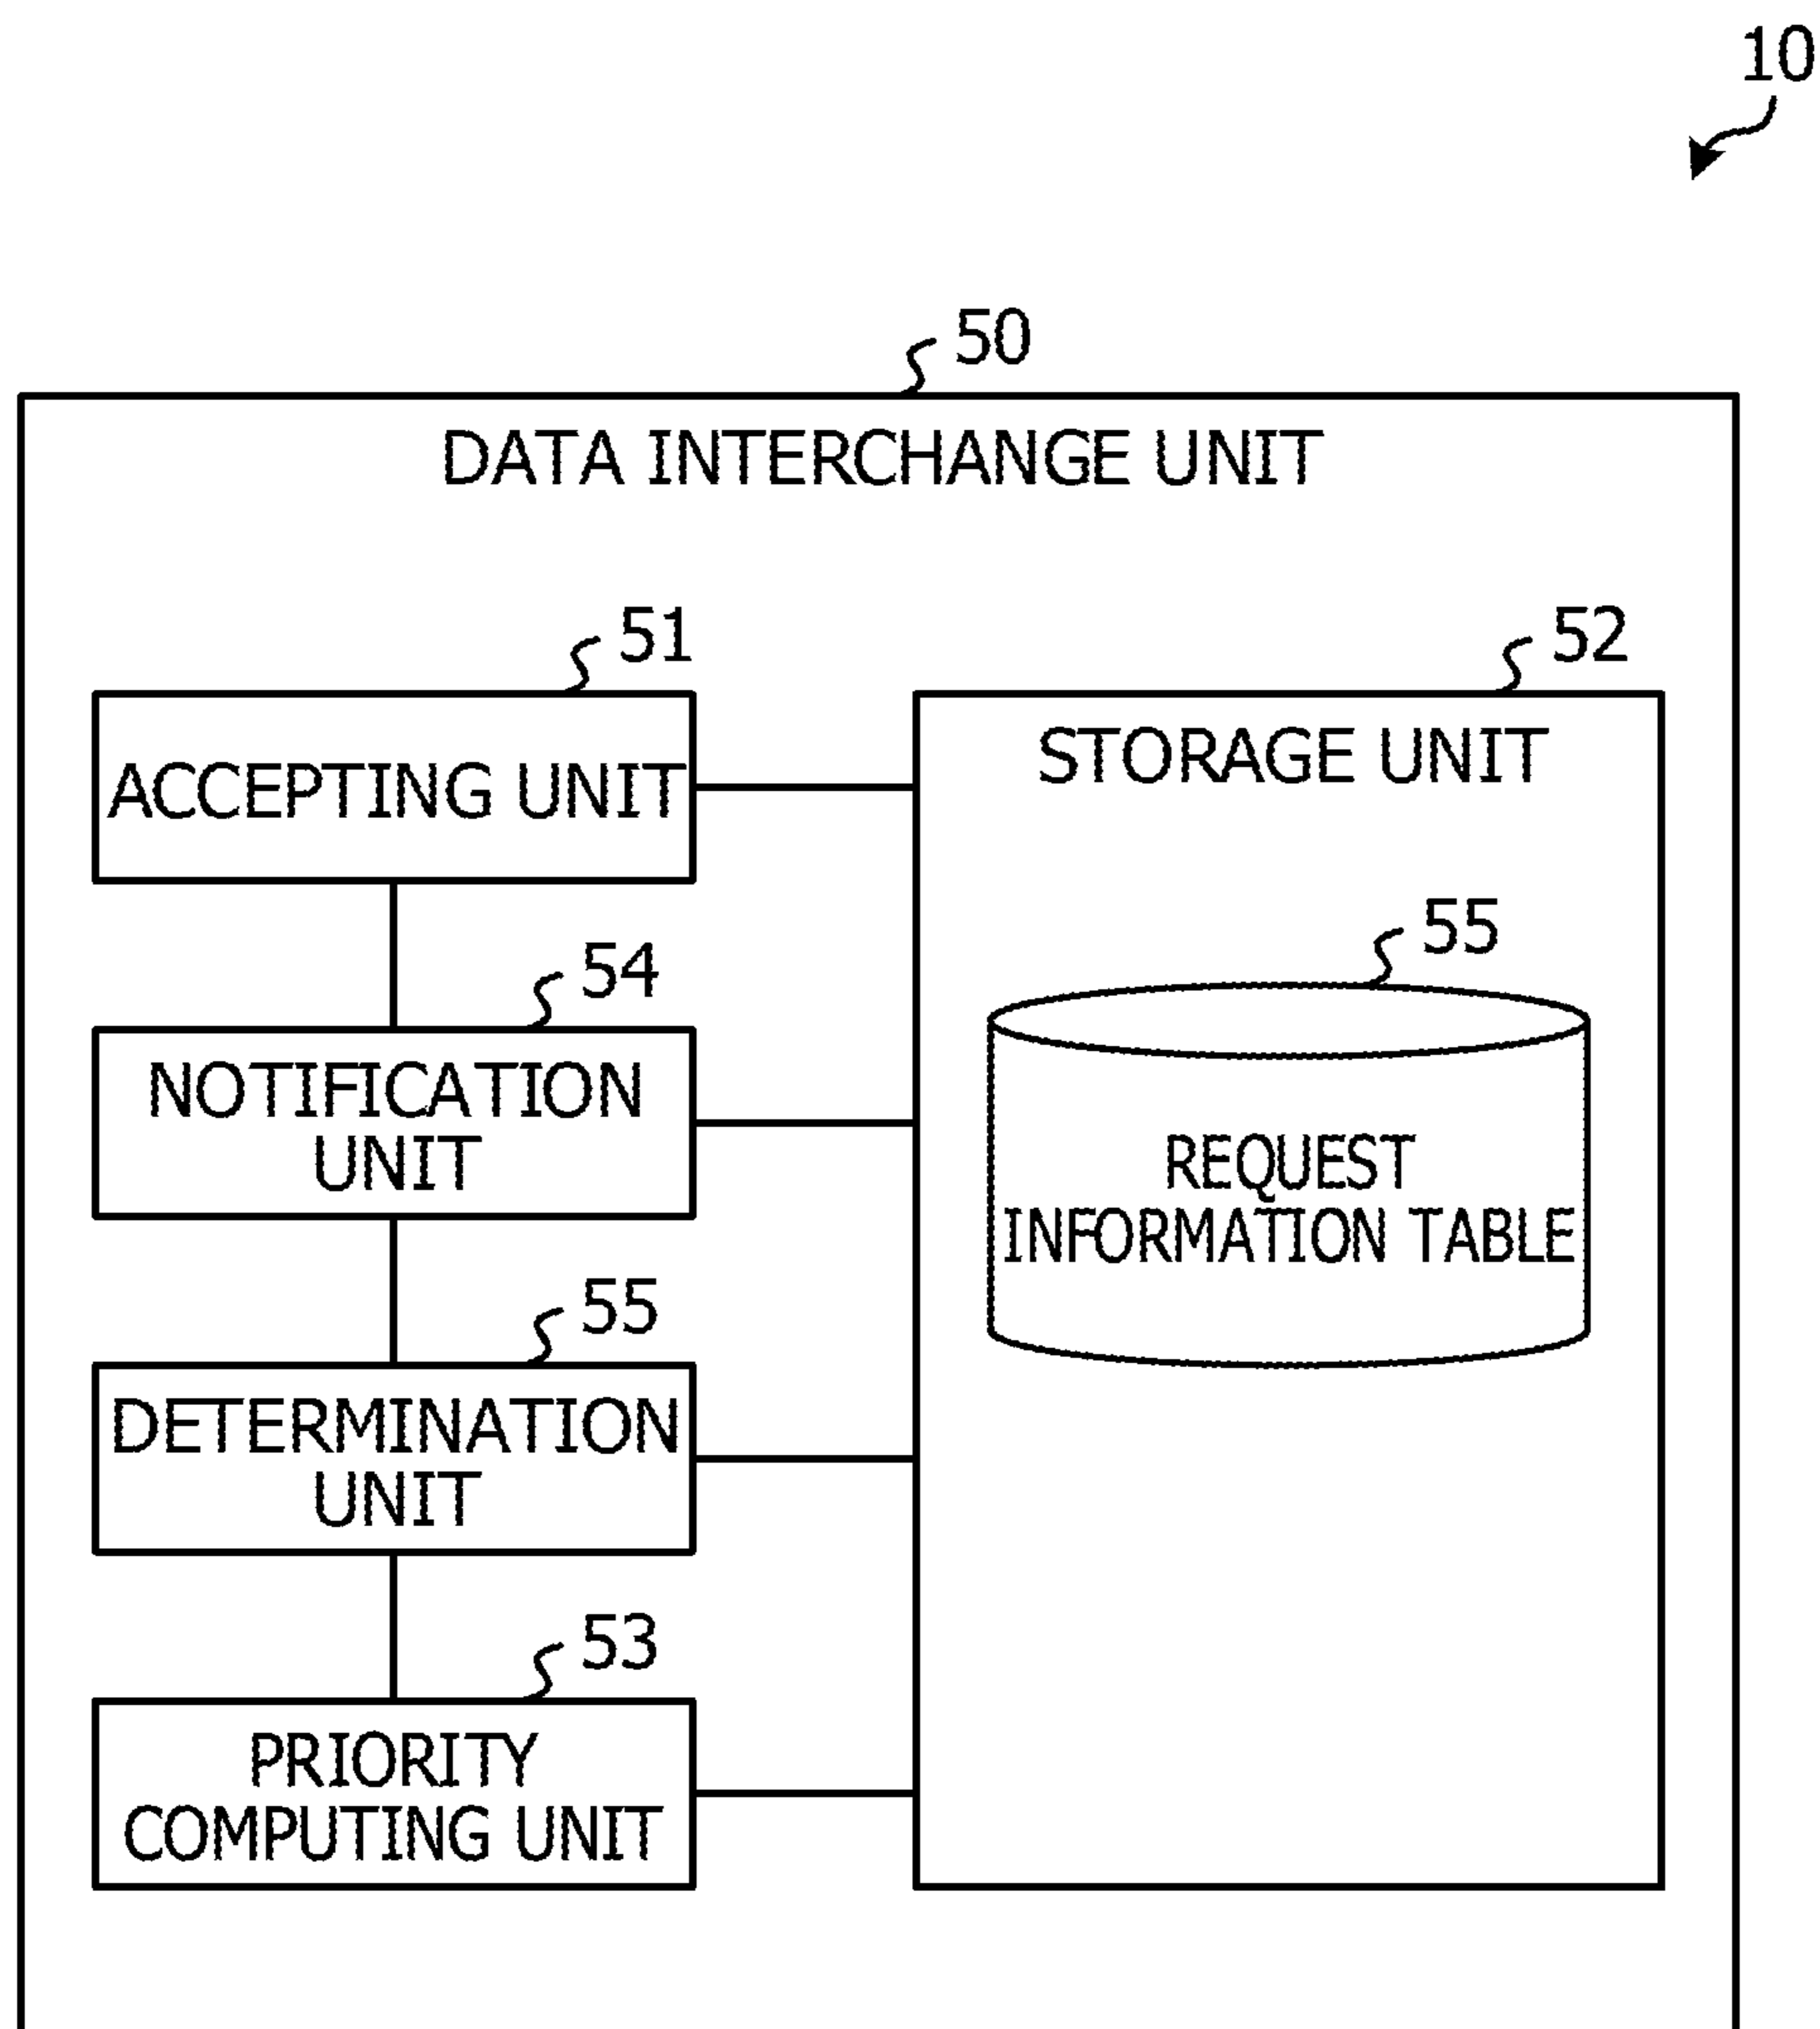 10
50
DATA INTERCHANGE UNIT
51
ACCEPTING UNIT
52
STORAGE UNIT
54
NOTIFICATION
UNIT
55
REQUEST
INFORMATION TABLE
55
DETERMINATION
UNIT
53
PRIORITY
COMPUTING UNIT